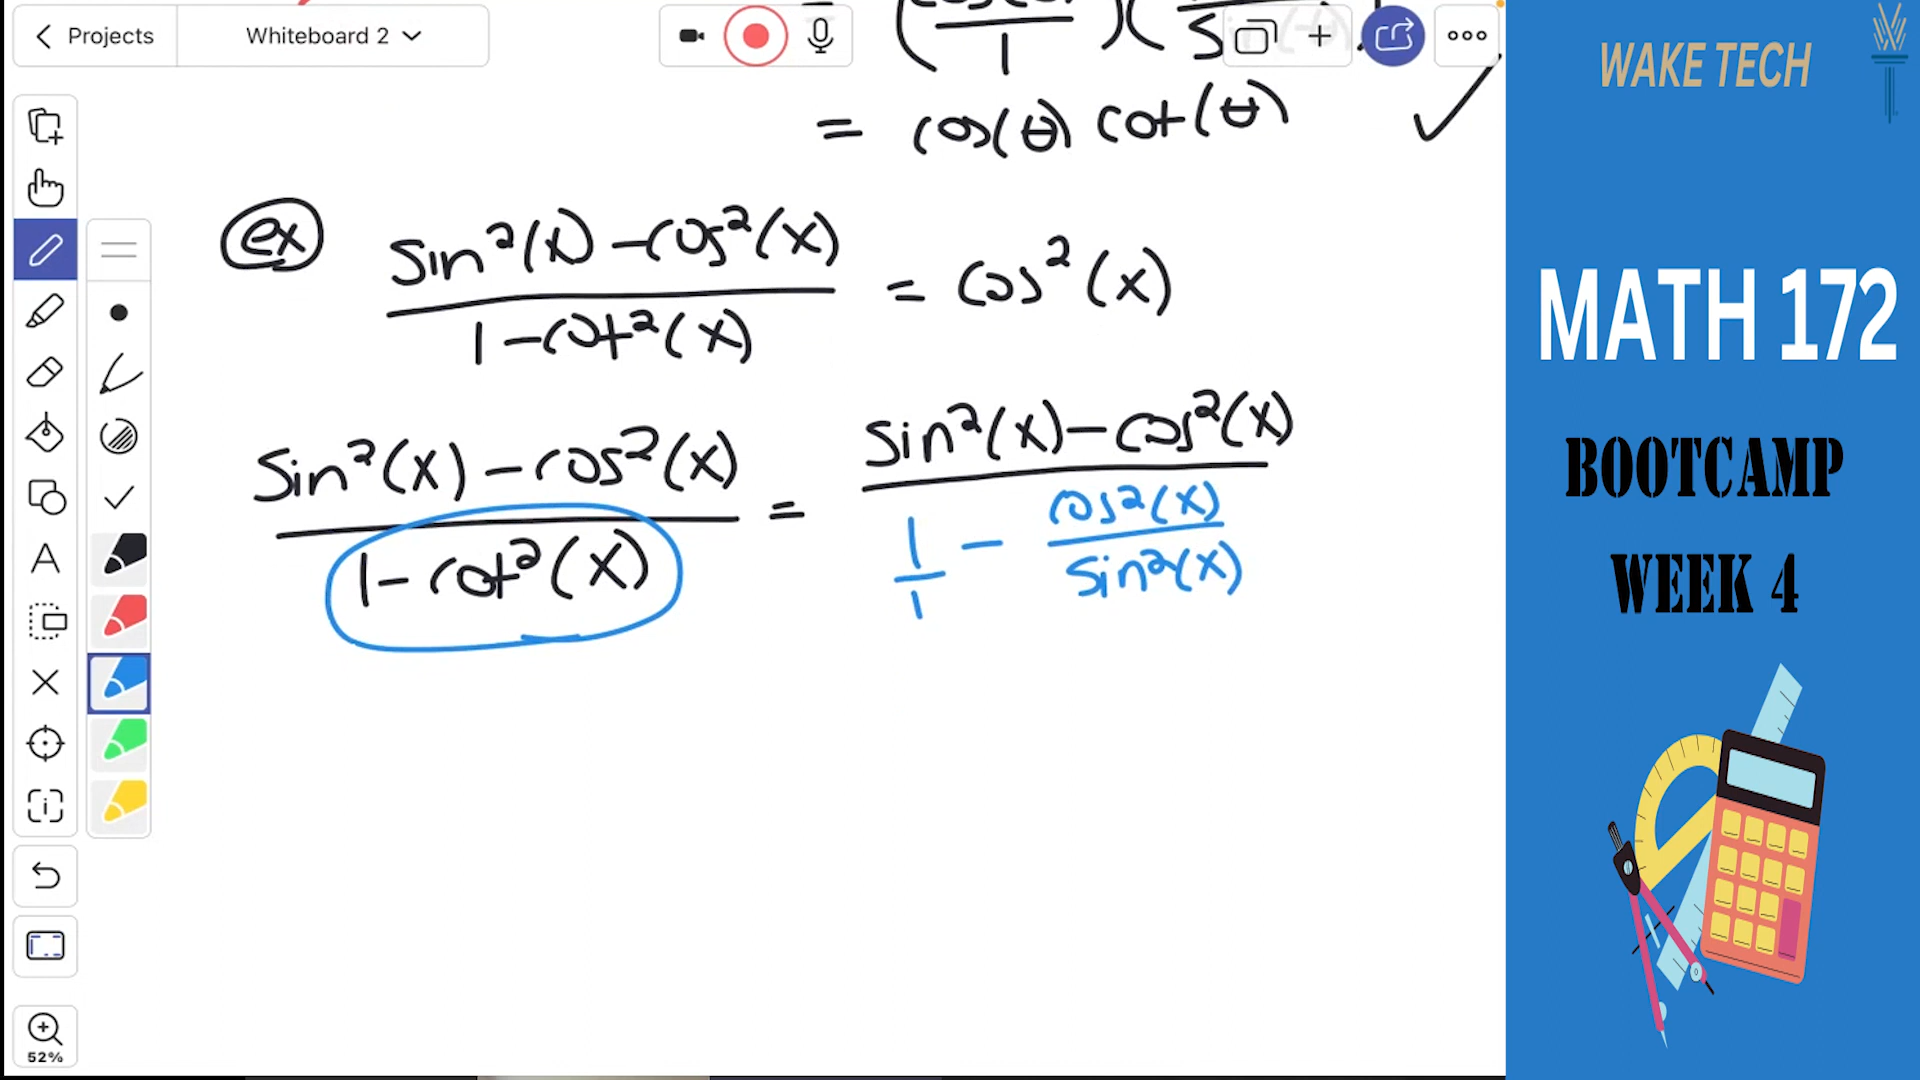 Projects
Whiteboard 2
= cos(θ) cot(θ) ✓
ex
sin²(x) - cos²(x) / 1 - cot²(x) = cos²(x)
sin²(x) - cos²(x) / 1 - cot²(x) = sin²(x) - cos²(x) / 1/1 - cos²(x)/sin²(x)
A
52%
WAKE TECH
MATH 172
BOOTCAMP
WEEK 4